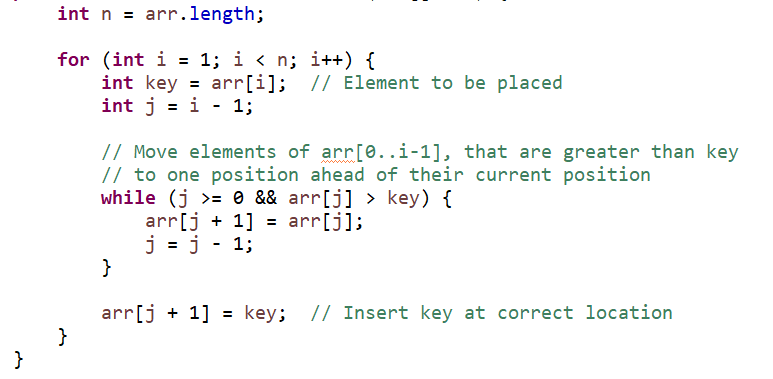 int n = arr.length;
for (int i = 1; i < n; i++) {
int key = arr[i];  // Element to be placed
int j = i - 1;
// Move elements of arr[0..i-1], that are greater than key
// to one position ahead of their current position
while (j >= 0 && arr[j] > key) {
arr[j + 1] = arr[j];
j = j - 1;
}
arr[j + 1] = key;  // Insert key at correct location
}
}